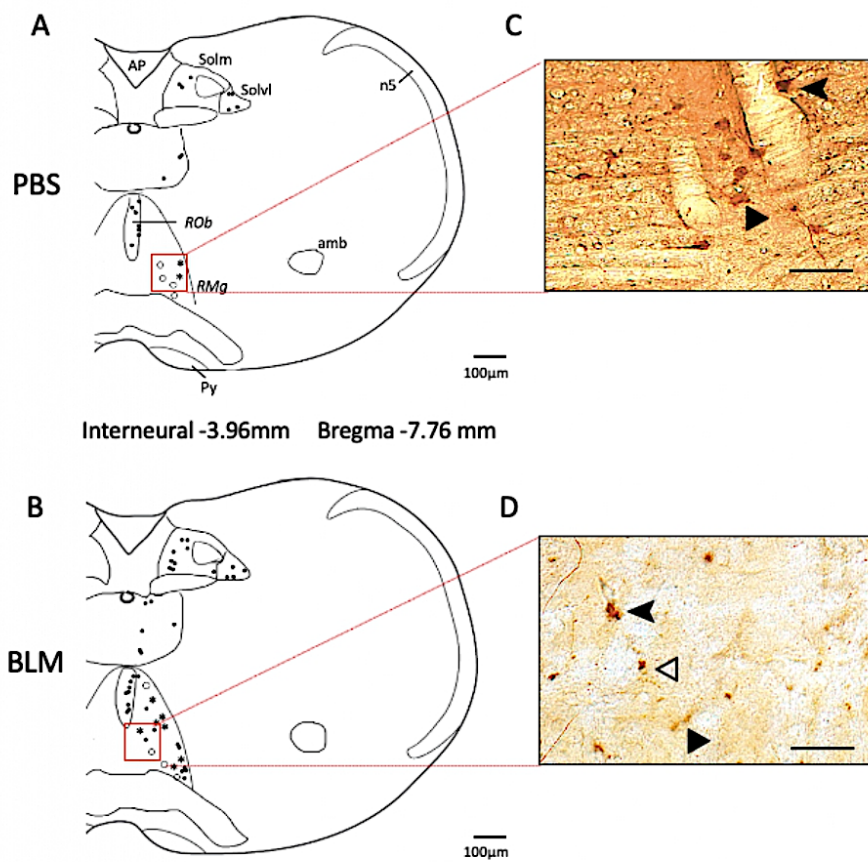 A
C
AP
Solm
Solvl
n5
PBS
ROb
amb
RMg
Py
100µm
Interneural -3.96mm Bregma -7.76 mm
B
D
BLM
100µm